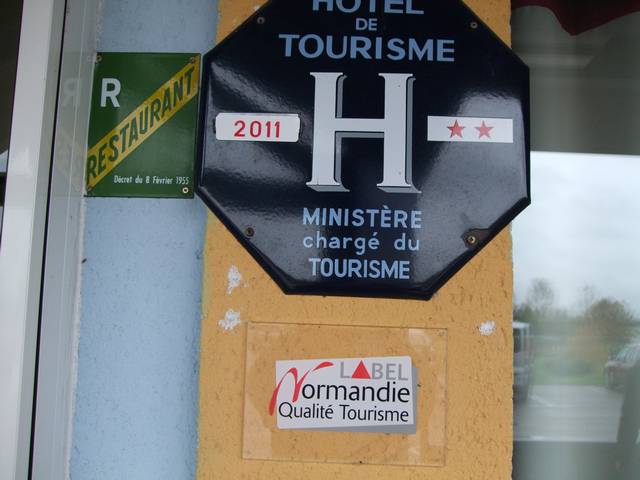 HOTEL
DE
TOURISME
R
RESTAURANT
Décret du 8 Février 1955
2011
H
MINISTÈRE
chargé du
TOURISME
LABEL
Normandie
Qualité Tourisme